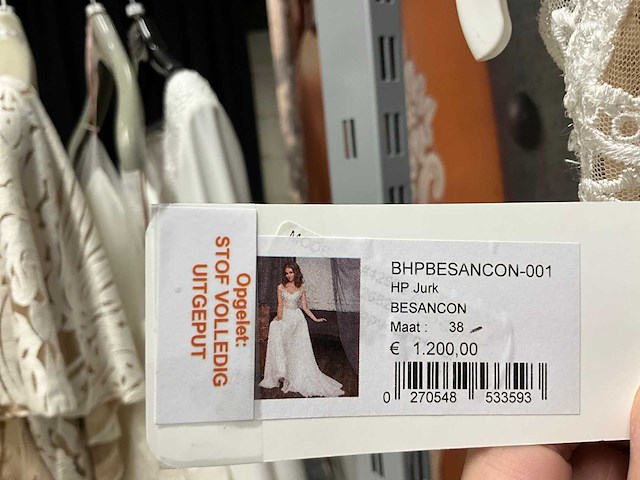 Opgelet:
STOF VOLLEDIG
UITGEPUT
BHPBESANCON-001
HP Jurk
BESANCON
Maat : 38
€ 1.200,00
0 270548 533593